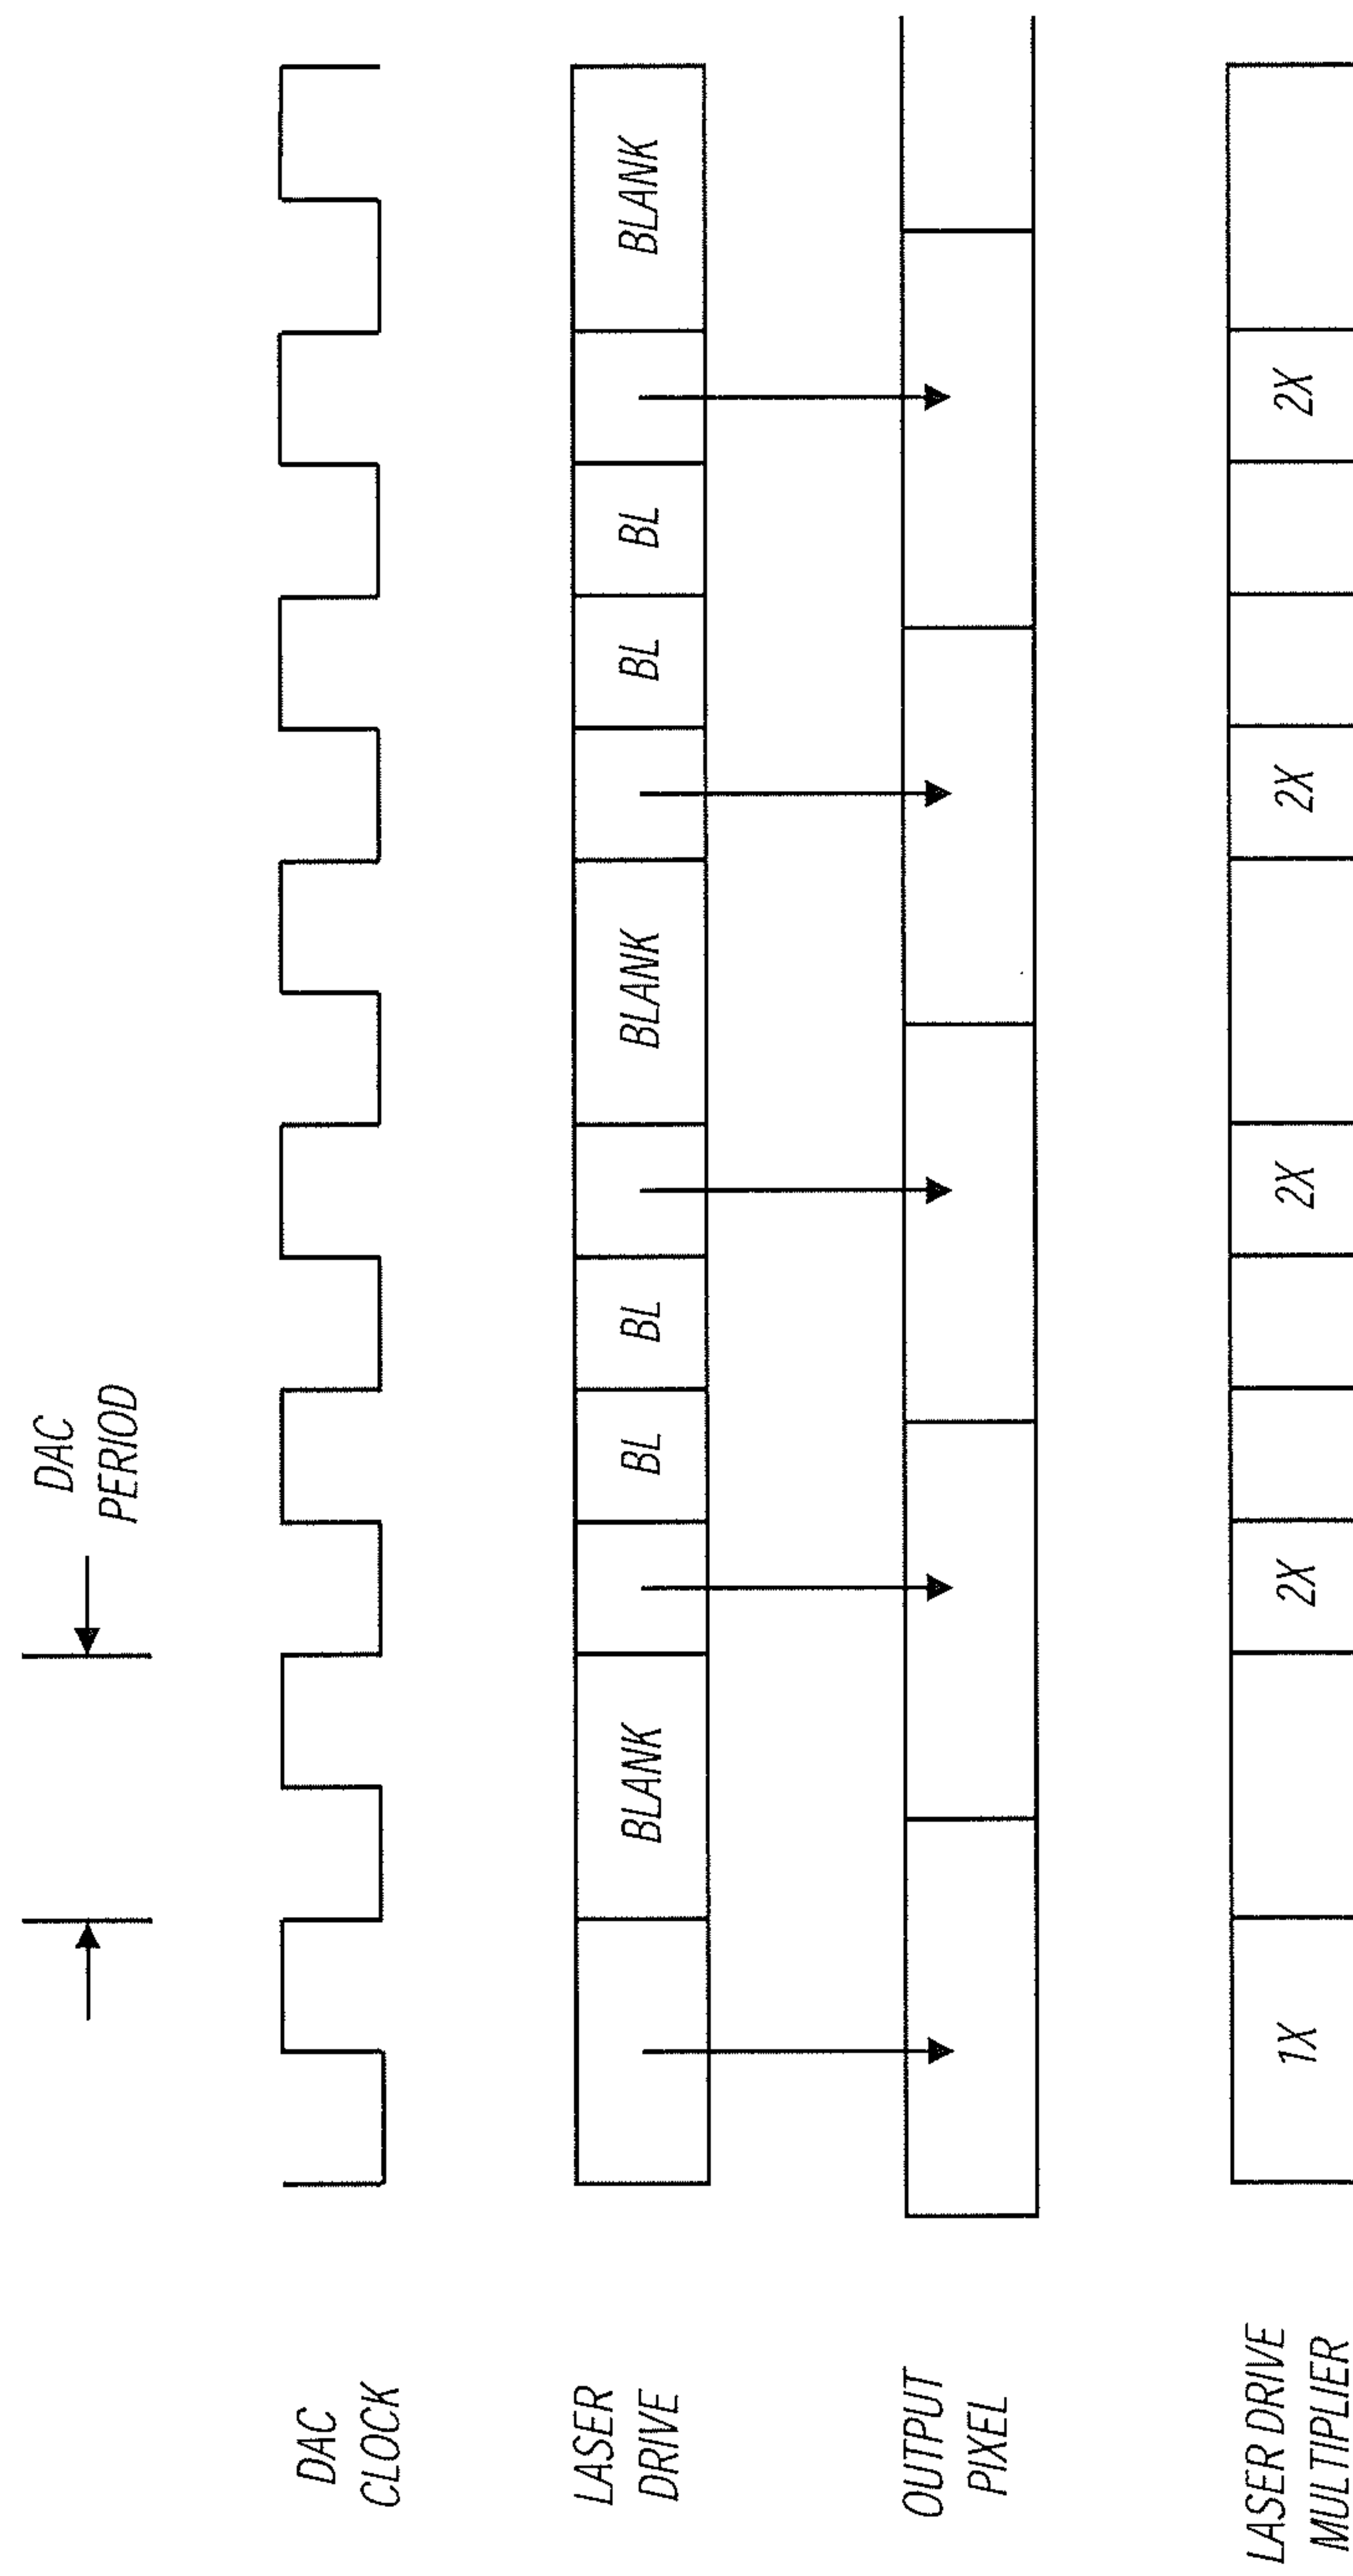 DAC
PERIOD
DAC
CLOCK
LASER
DRIVE
BLANK
BL
BL
BLANK
BL
BL
BLANK
OUTPUT
PIXEL
LASER DRIVE
MULTIPLIER
1X
2X
2X
2X
2X